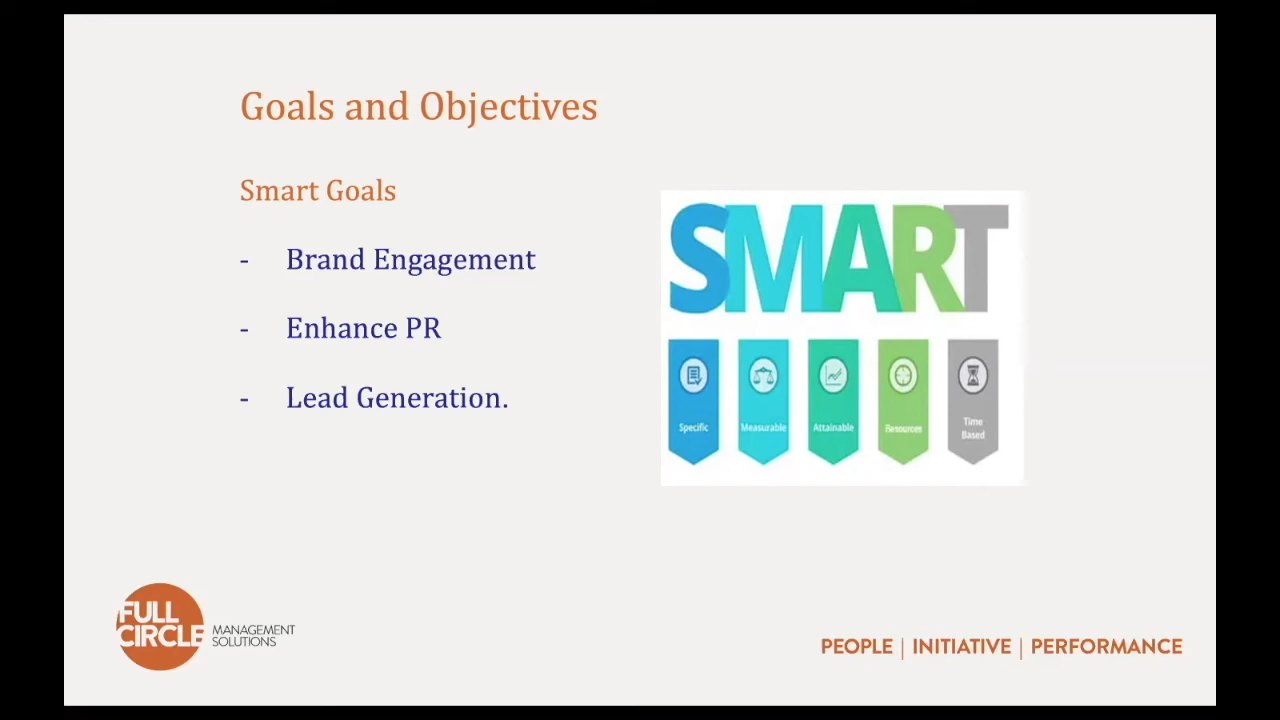 Goals and Objectives
Smart Goals
- Brand Engagement
- Enhance PR
- Lead Generation.
SMART
Specific
Measurable
Attainable
Resources
Time
Based
FULL
CIRCLE
MANAGEMENT
SOLUTIONS
PEOPLE | INITIATIVE | PERFORMANCE